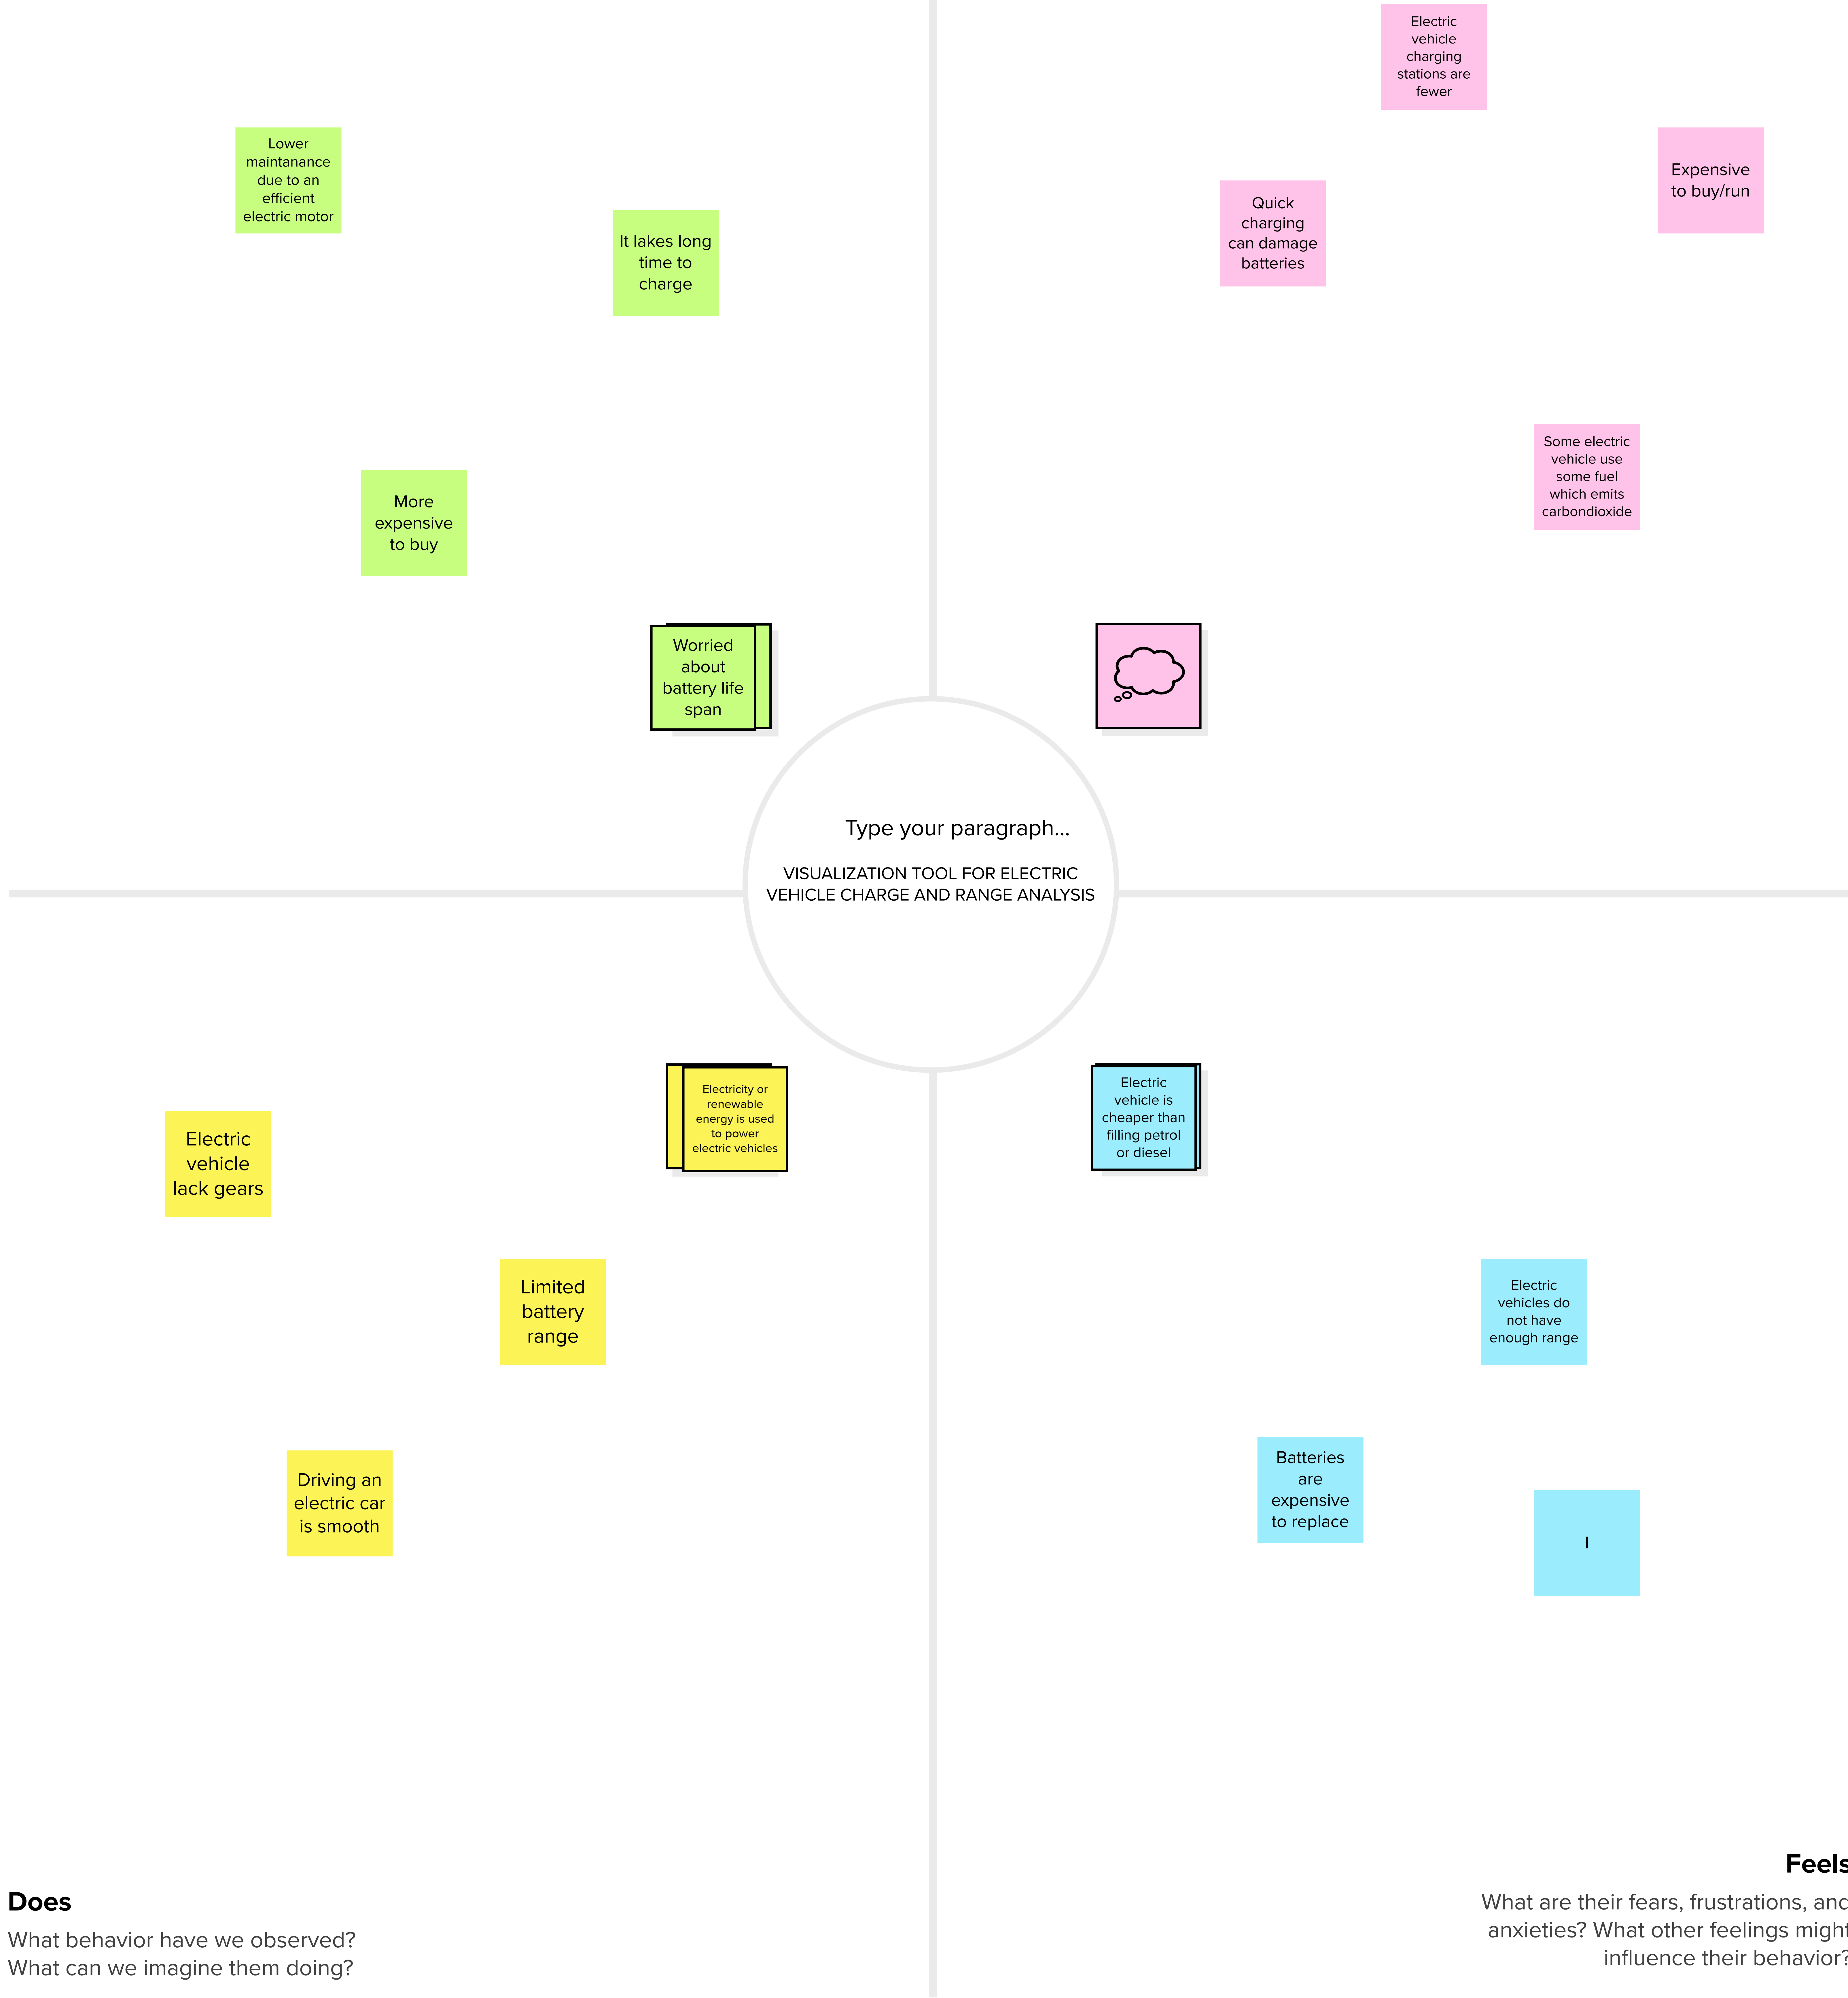 Lower
maintanance
due to an
efficient
electric motor
It lakes long
time to
charge
More
expensive
to buy
Worried
about
battery life
span
Electric
vehicle
charging
stations are
fewer
Expensive
to buy/run
Quick
charging
can damage
batteries
Some electric
vehicle use
some fuel
which emits
carbondioxide
Type your paragraph...
VISUALIZATION TOOL FOR ELECTRIC
VEHICLE CHARGE AND RANGE ANALYSIS
Electricity or
renewable
energy is used
to power
electric vehicles
Electric
vehicle
lack gears
Limited
battery
range
Driving an
electric car
is smooth
Electric
vehicle is
cheaper than
filling petrol
or diesel
Electric
vehicles do
not have
enough range
Batteries
are
expensive
to replace
I
Does
What behavior have we observed?
What can we imagine them doing?
Feels
What are their fears, frustrations, and
anxieties? What other feelings might
influence their behavior?